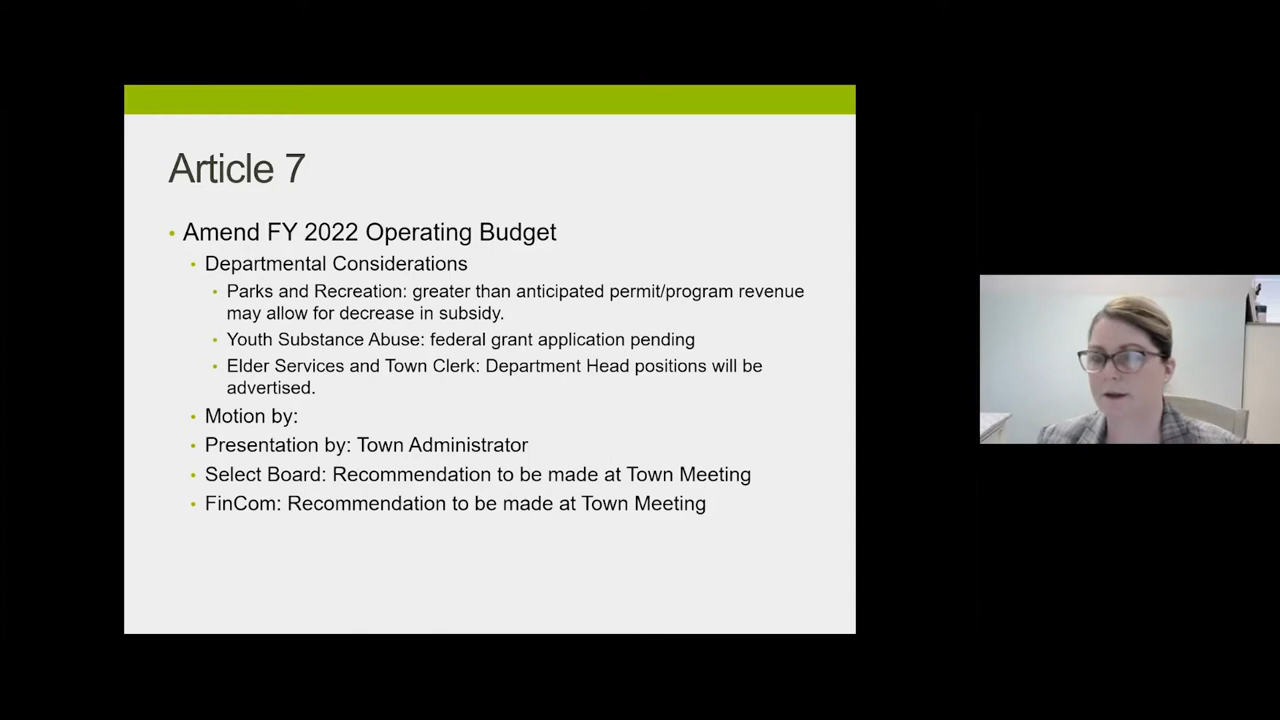 Article 7
• Amend FY 2022 Operating Budget
• Departmental Considerations
• Parks and Recreation: greater than anticipated permit/program revenue
may allow for decrease in subsidy.
• Youth Substance Abuse: federal grant application pending
• Elder Services and Town Clerk: Department Head positions will be
advertised.
• Motion by:
• Presentation by: Town Administrator
• Select Board: Recommendation to be made at Town Meeting
• FinCom: Recommendation to be made at Town Meeting